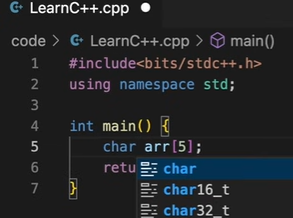 LearnC++.cpp
code > LearnC++.cpp > main()
1 #include<bits/stdc++.h>
2 using namespace std;
3
4 int main() {
5 char arr[5];
6 retu
7 }
char
char16_t
char32_t